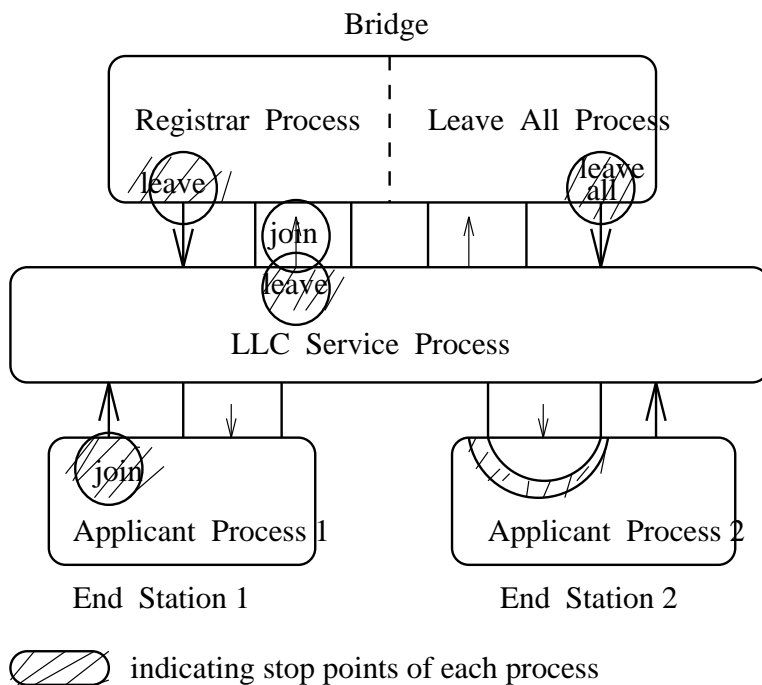 Bridge
Registrar Process
Leave All Process
leave
leave
all
join
leave
LLC Service Process
join
Applicant Process 1
Applicant Process 2
End Station 1
End Station 2
indicating stop points of each process